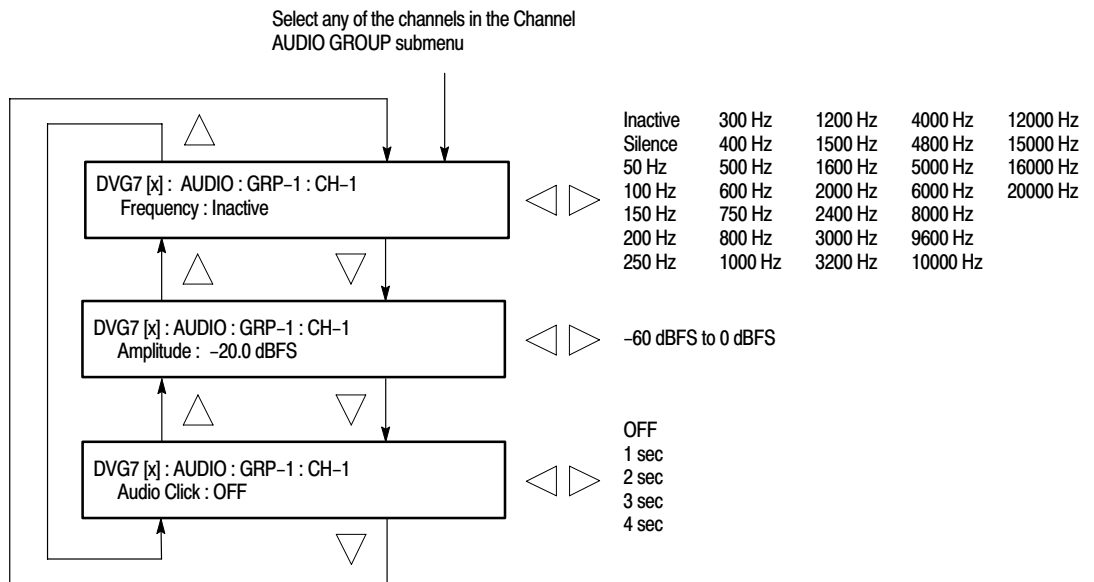 Select any of the channels in the Channel
AUDIO GROUP submenu
DVG7 [x] : AUDIO : GRP–1 : CH–1
Frequency : Inactive
Inactive 300 Hz 1200 Hz 4000 Hz 12000 Hz
Silence 400 Hz 1500 Hz 4800 Hz 15000 Hz
50 Hz 500 Hz 1600 Hz 5000 Hz 16000 Hz
100 Hz 600 Hz 2000 Hz 6000 Hz 20000 Hz
150 Hz 750 Hz 2400 Hz 8000 Hz
200 Hz 800 Hz 3000 Hz 9600 Hz
250 Hz 1000 Hz 3200 Hz 10000 Hz
DVG7 [x] : AUDIO : GRP–1 : CH–1
Amplitude : –20.0 dBFS
–60 dBFS to 0 dBFS
DVG7 [x] : AUDIO : GRP–1 : CH–1
Audio Click : OFF
OFF
1 sec
2 sec
3 sec
4 sec